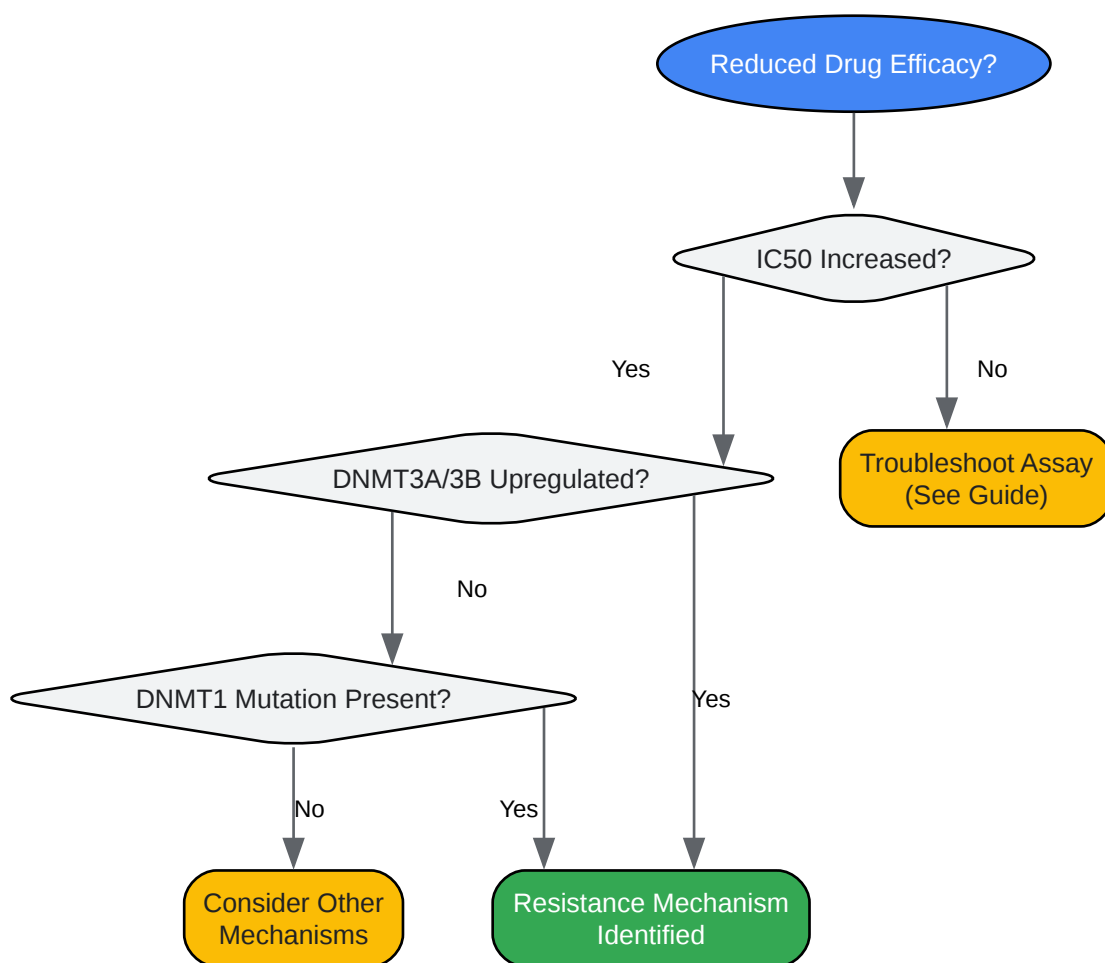 Reduced Drug Efficacy?
IC50 Increased?
Yes
No
Troubleshoot Assay
(See Guide)
DNMT3A/3B Upregulated?
No
DNMT1 Mutation Present?
Yes
No
Yes
Consider Other
Mechanisms
Resistance Mechanism
Identified